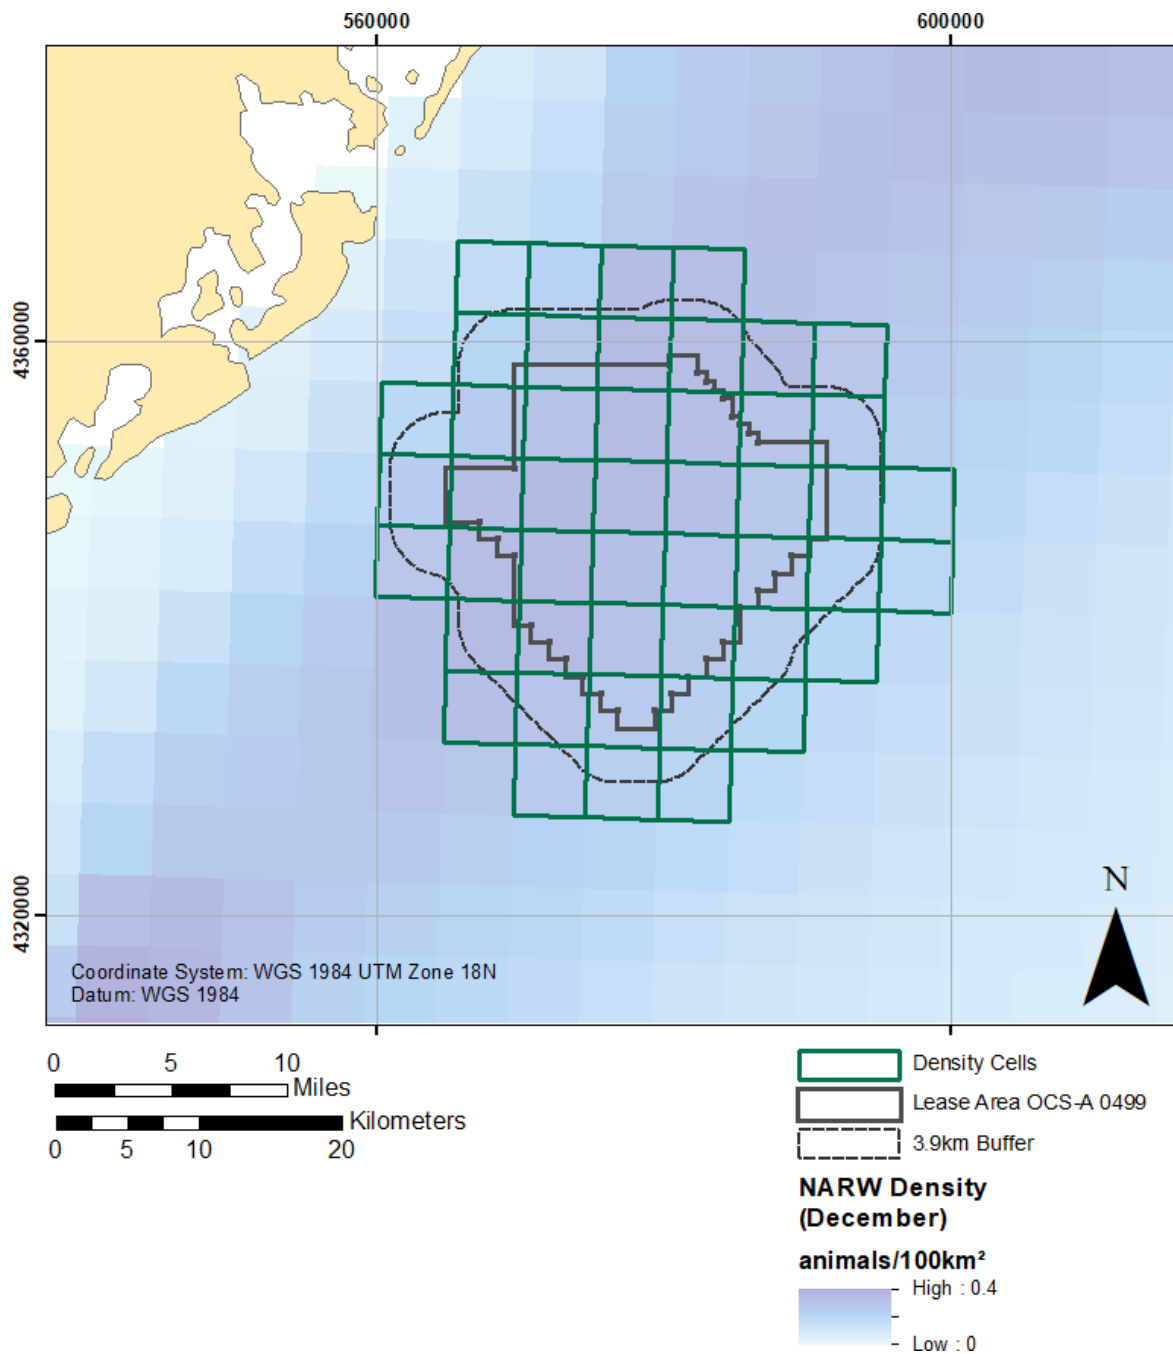 560000
600000
4360000
4320000
N
Coordinate System: WGS 1984 UTM Zone 18N
Datum: WGS 1984
0 5 10
Miles
Kilometers
0 5 10 20
Density Cells
Lease Area OCS-A 0499
3.9km Buffer
NARW Density
(December)
animals/100km²
High : 0.4
Low : 0